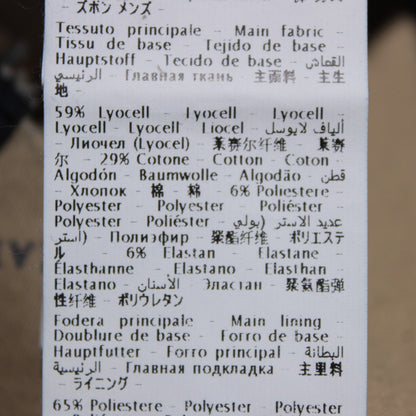 - ズボン メンズ -
Tessuto principale - Main fabric -
Tissu de base - Tejido de base -
Hauptstoff - Tecido de base - القماش
الرئيسي - Главная ткань - 主面料 - 主生
地 -
59% Lyocell - Lyocell - Lyocell -
Lyocell - Lyocell - Liocel - ألياف لايوسل
- Лиочел (Lyocel) - 莱赛尔纤维 - 莱赛
尔 - 29% Cotone - Cotton - Coton -
Algodón - Baumwolle - Algodão - قطن
- Хлопок - 棉 - 棉 - 6% Poliestere -
Polyester - Polyester - Poliéster -
Polyester - Poliéster - عديد الاستر (بولي
استر) - Полиэфир - 聚酯纤维 - ポリエステ
ル - 6% Elastan - Elastane -
Élasthanne - Elastano - Elasthan -
Elastano - الأستان - Эластан - 聚氨酯弹
性纤维 - ポリウレタン
Fodera principale - Main lining -
Doublure de base - Forro de base -
Hauptfutter - Forro principal - البطانة
الرئيسية - Главная подкладка - 主里料
- ライニング -
65% Poliestere - Polyester - Polyester